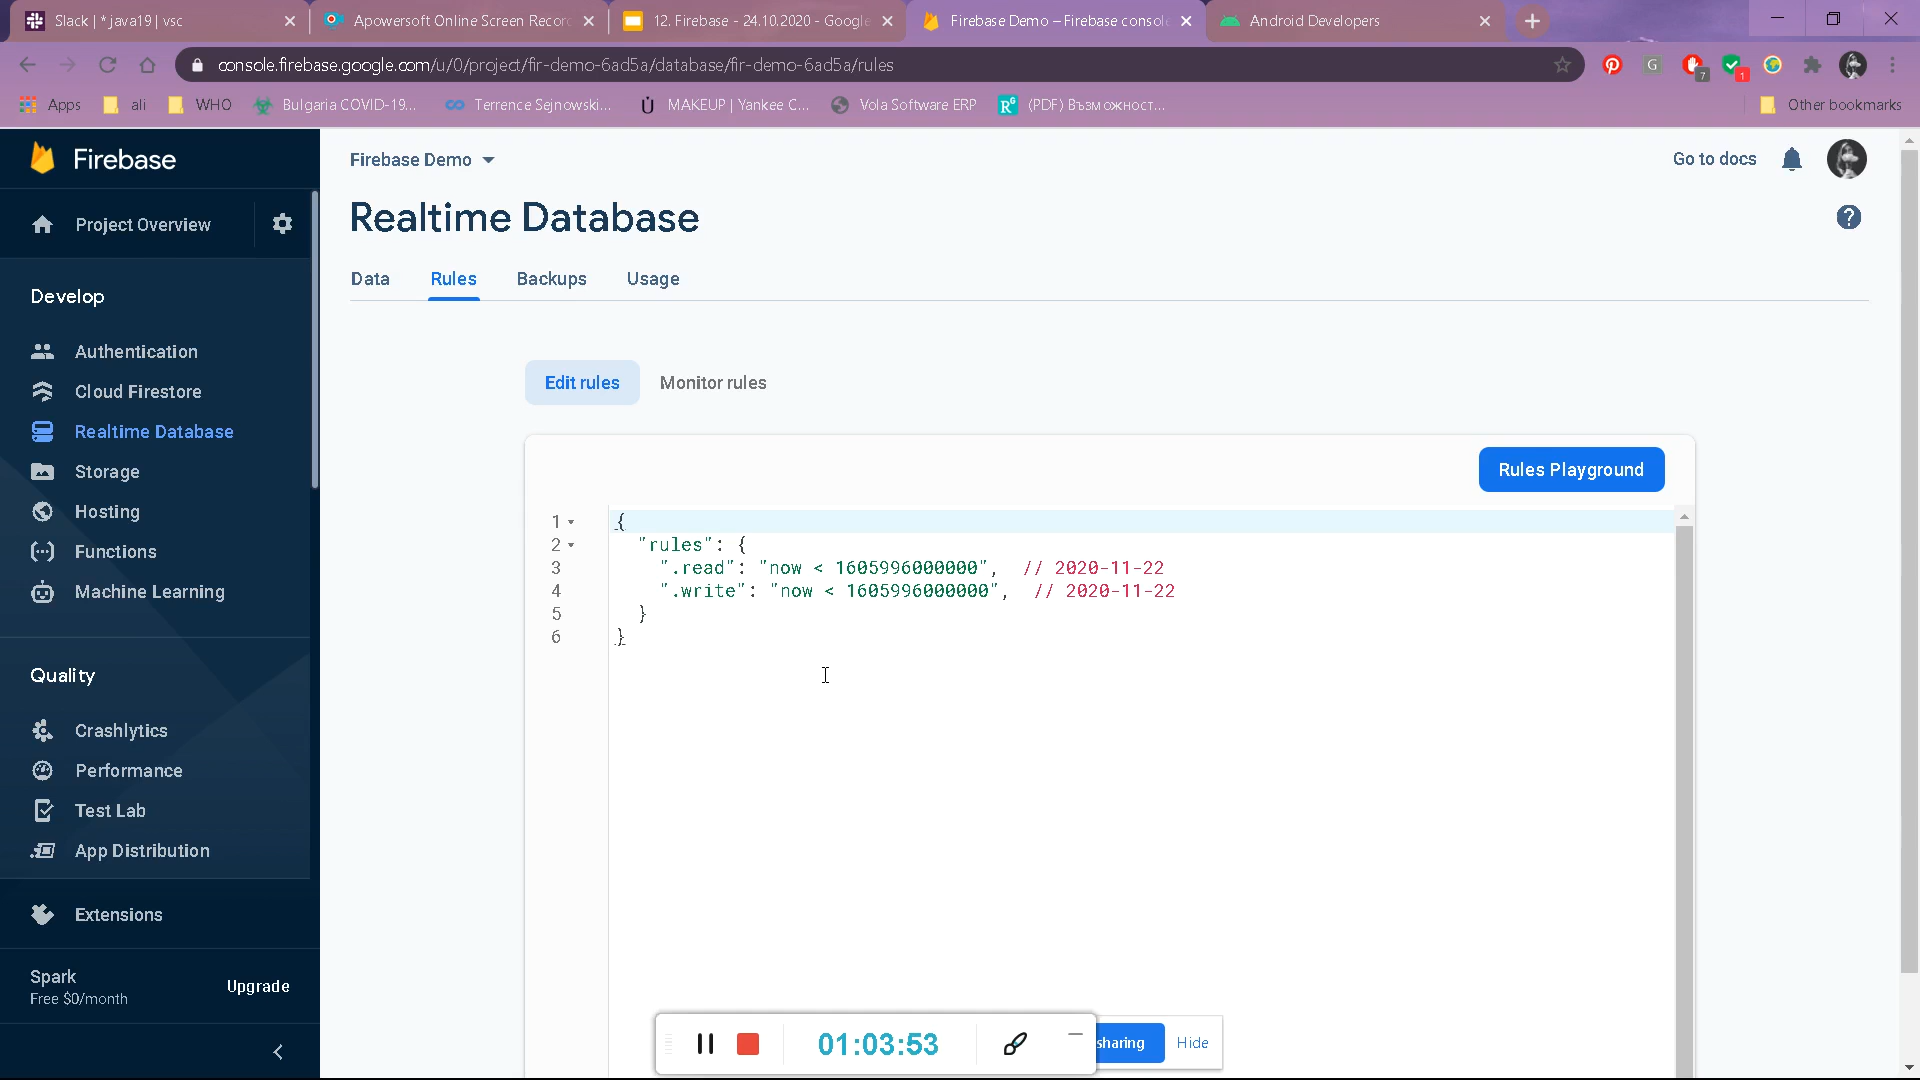 Slack | * java19 | vsc
Apowersoft Online Screen Recorc
12. Firebase - 24.10.2020 - Google
Firebase Demo – Firebase console
Android Developers
console.firebase.google.com/u/0/project/fir-demo-6ad5a/database/fir-demo-6ad5a/rules
G
7
1
Apps
ali
WHO
Bulgaria COVID-19...
Terrence Sejnowski...
MAKEUP | Yankee C...
Vola Software ERP
(PDF) Възможност...
Other bookmarks
Firebase
Firebase Demo
Go to docs
Project Overview
Realtime Database
Data
Rules
Backups
Usage
Develop
Authentication
Cloud Firestore
Realtime Database
Storage
Hosting
Functions
Machine Learning
Quality
Crashlytics
Performance
Test Lab
App Distribution
Extensions
Spark
Free $0/month
Upgrade
Edit rules
Monitor rules
Rules Playground
1 {
2 "rules": {
3 ".read": "now < 1605996000000", // 2020-11-22
4 ".write": "now < 1605996000000", // 2020-11-22
5 }
6 }
01:03:53
sharing
Hide